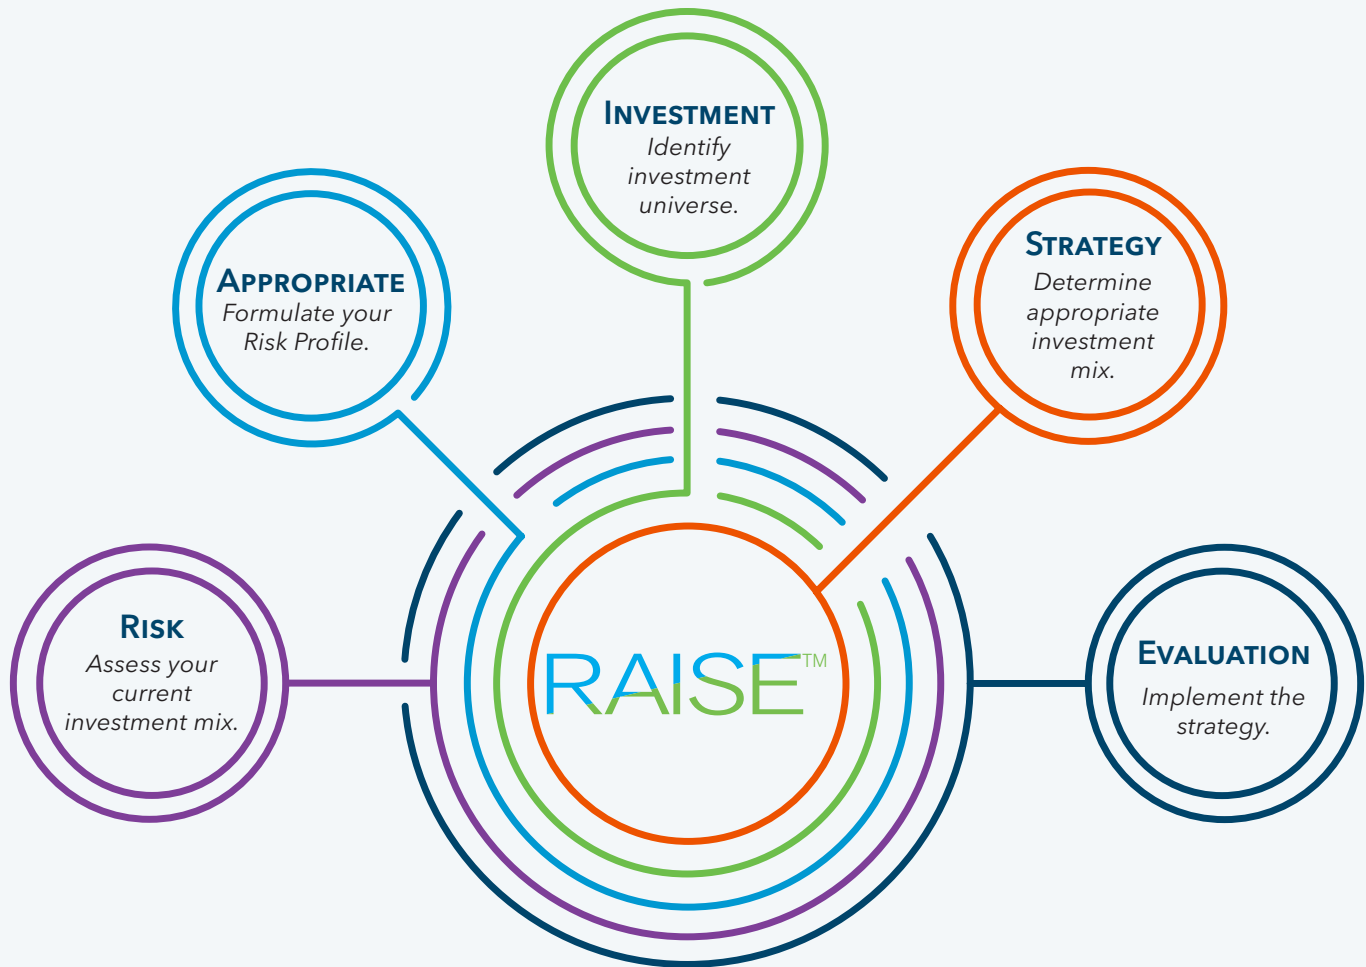 RISK
Assess your
current
investment mix.
APPROPRIATE
Formulate your
Risk Profile.
INVESTMENT
Identify
investment
universe.
STRATEGY
Determine
appropriate
investment
mix.
EVALUATION
Implement the
strategy.
RAISE™